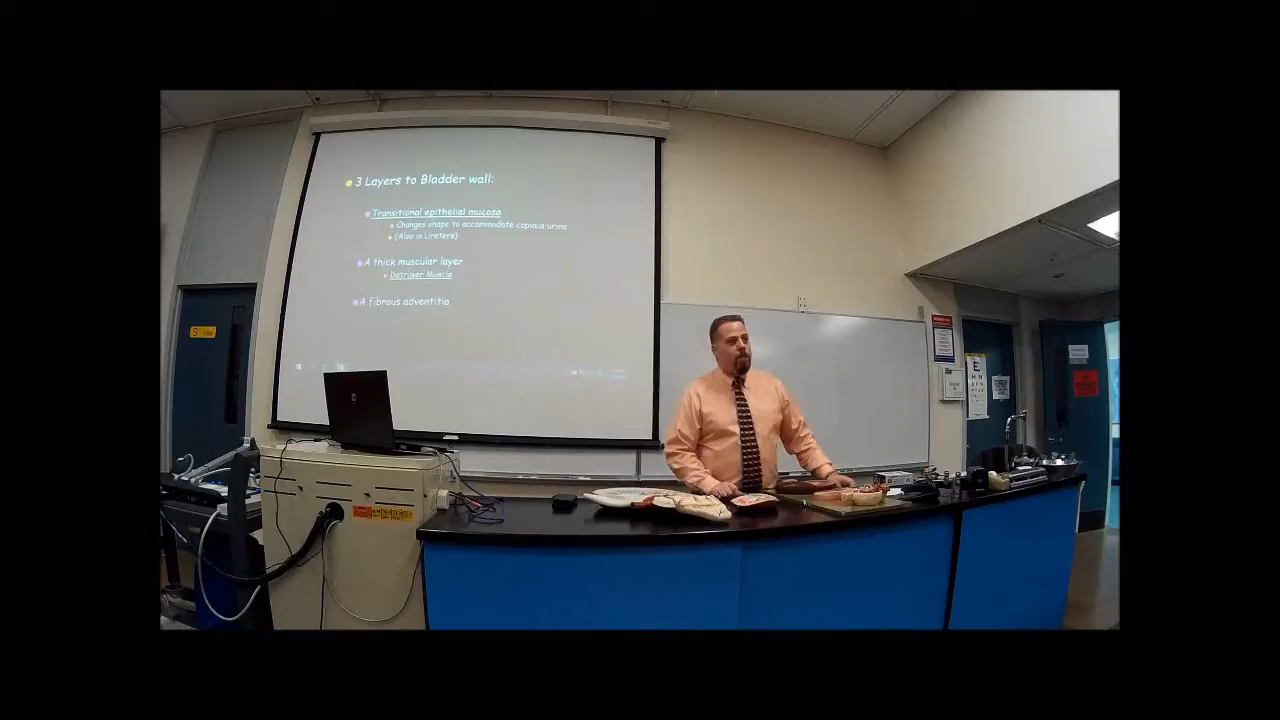 3 Layers to Bladder wall:
Transitional epithelial mucosa
Changes shape to accommodate copious urine
(Also in Ureters)
A thick muscular layer
Detrusor Muscle
A fibrous adventitia
S
E
H N